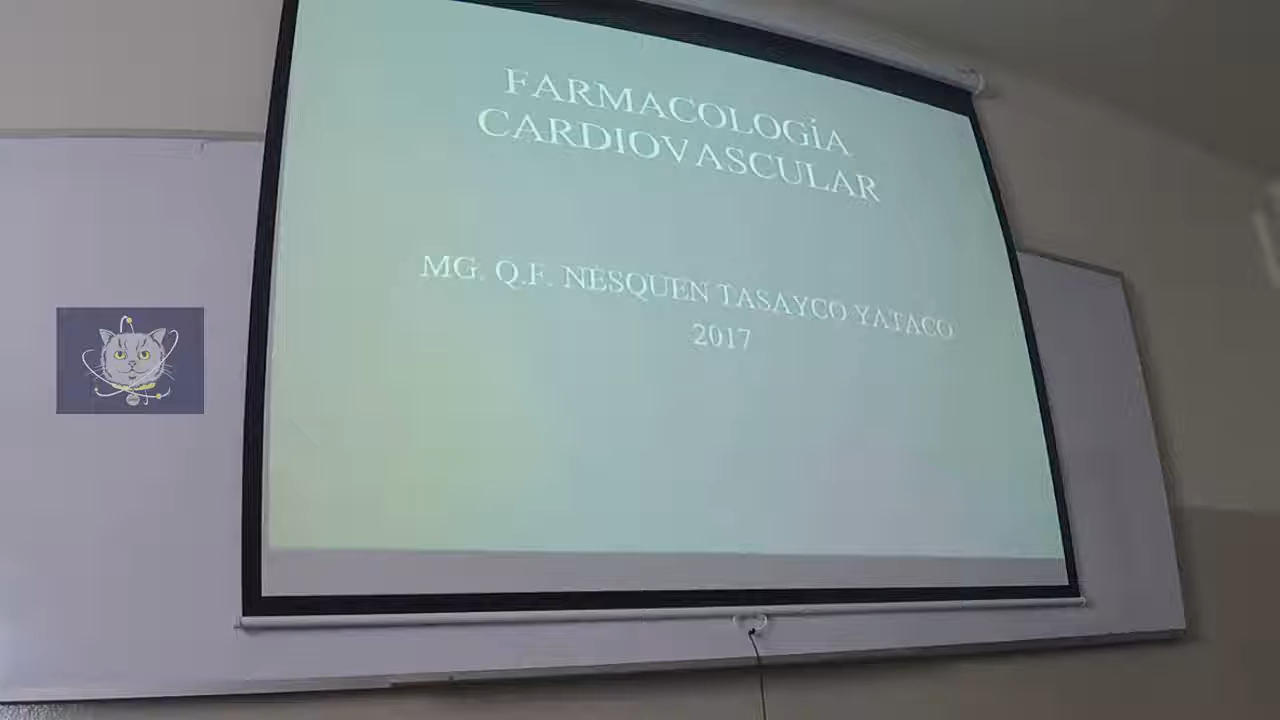 FARMACOLOGÍA
CARDIOVASCULAR
MG. Q.F. NESQUEN TASAYCO YATACO
2017